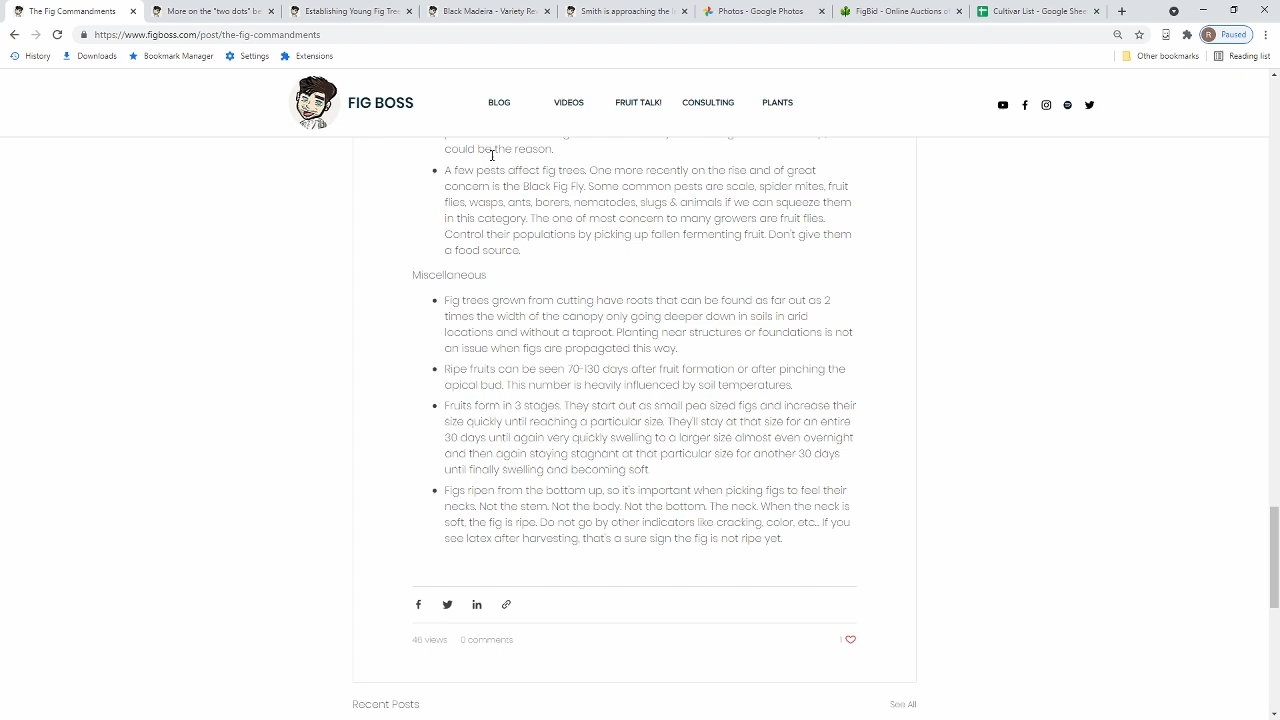 The Fig Commandments
More on the "two dots" be
Establishing Young Fig Tree
Black Madeira - Variety Rev
Smith is approaching the l
Photos - Google Photos
FigBid - Online Auctions of
Cultivar List - Google Shee
https://www.figboss.com/post/the-fig-commandments
R Paused
History
Downloads
Bookmark Manager
Settings
Extensions
Other bookmarks
Reading list
FIG BOSS
BLOG
VIDEOS
FRUIT TALK!
CONSULTING
PLANTS
could be the reason.
• A few pests affect fig trees. One more recently on the rise and of great
concern is the Black Fig Fly. Some common pests are scale, spider mites, fruit
flies, wasps, ants, borers, nematodes, slugs & animals if we can squeeze them
in this category. The one of most concern to many growers are fruit flies.
Control their populations by picking up fallen fermenting fruit. Don't give them
a food source.
Miscellaneous
• Fig trees grown from cutting have roots that can be found as far out as 2
times the width of the canopy only going deeper down in soils in arid
locations and without a taproot. Planting near structures or foundations is not
an issue when figs are propagated this way.
• Ripe fruits can be seen 70-130 days after fruit formation or after pinching the
apical bud. This number is heavily influenced by soil temperatures.
• Fruits form in 3 stages. They start out as small pea sized figs and increase their
size quickly until reaching a particular size. They'll stay at that size for an entire
30 days until again very quickly swelling to a larger size almost even overnight
and then again staying stagnant at that particular size for another 30 days
until finally swelling and becoming soft.
• Figs ripen from the bottom up, so it's important when picking figs to feel their
necks. Not the stem. Not the body. Not the bottom. The neck. When the neck is
soft, the fig is ripe. Do not go by other indicators like cracking, color, etc... If you
see latex after harvesting, that's a sure sign the fig is not ripe yet.
46 views
0 comments
1
Recent Posts
See All